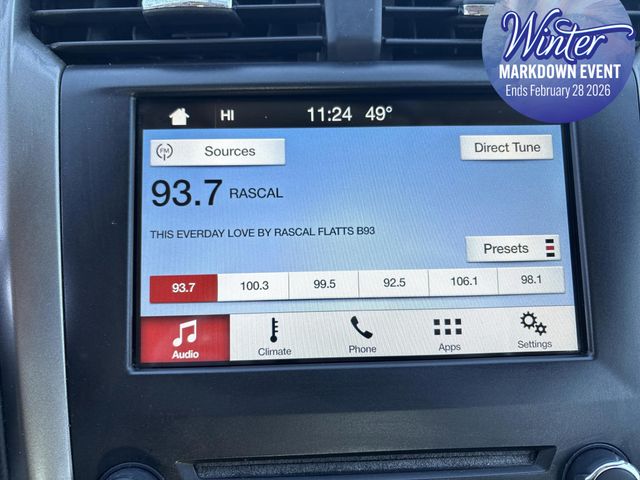 Winter
MARKDOWN EVENT
Ends February 28 2026
HI 11:24 49°
FM Sources
Direct Tune
93.7 RASCAL
THIS EVERDAY LOVE BY RASCAL FLATTS B93
Presets
93.7 100.3 99.5 92.5 106.1 98.1
Audio Climate Phone Apps Settings